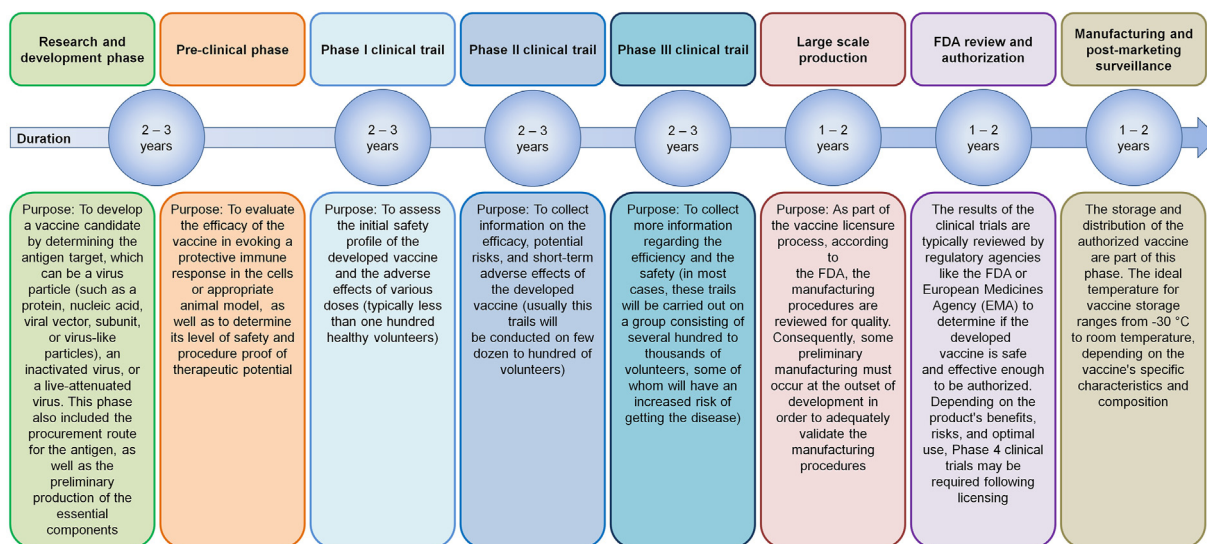 Research and
development phase
Pre-clinical phase
Phase I clinical trail
Phase II clinical trail
Phase III clinical trail
Large scale
production
FDA review and
authorization
Manufacturing and
post-marketing
surveillance
Duration
2 – 3
years
2 – 3
years
2 – 3
years
2 – 3
years
1 – 2
years
1 – 2
years
1 – 2
years
Purpose: To develop
a vaccine candidate
by determining the
antigen target, which
can be a virus
particle (such as a
protein, nucleic acid,
viral vector, subunit,
or virus-like
particles), an
inactivated virus, or
a live-attenuated
virus. This phase
also included the
procurement route
for the antigen, as
well as the
preliminary
production of the
essential
components
Purpose: To evaluate
the efficacy of the
vaccine in evoking a
protective immune
response in the cells
or appropriate
animal model, as
well as to determine
its level of safety and
procedure proof of
therapeutic potential
Purpose: To assess
the initial safety
profile of the
developed vaccine
and the adverse
effects of various
doses (typically less
than one hundred
healthy volunteers)
Purpose: To collect
information on the
efficacy, potential
risks, and short-term
adverse effects of
the developed
vaccine (usually this
trails will
be conducted on few
dozen to hundred of
volunteers)
Purpose: To collect
more information
regarding the
efficiency and the
safety (in most
cases, these trails
will be carried out on
a group consisting of
several hundred to
thousands of
volunteers, some of
whom will have an
increased risk of
getting the disease)
Purpose: As part of
the vaccine licensure
process, according
to
the FDA, the
manufacturing
procedures are
reviewed for quality.
Consequently, some
preliminary
manufacturing must
occur at the outset of
development in
order to adequately
validate the
manufacturing
procedures
The results of the
clinical trials are
typically reviewed by
regulatory agencies
like the FDA or
European Medicines
Agency (EMA) to
determine if the
developed
vaccine is safe
and effective enough
to be authorized.
Depending on the
product's benefits,
risks, and optimal
use, Phase 4 clinical
trials may be
required following
licensing
The storage and
distribution of the
authorized vaccine
are part of this
phase. The ideal
temperature for
vaccine storage
ranges from -30 °C
to room temperature,
depending on the
vaccine's specific
characteristics and
composition